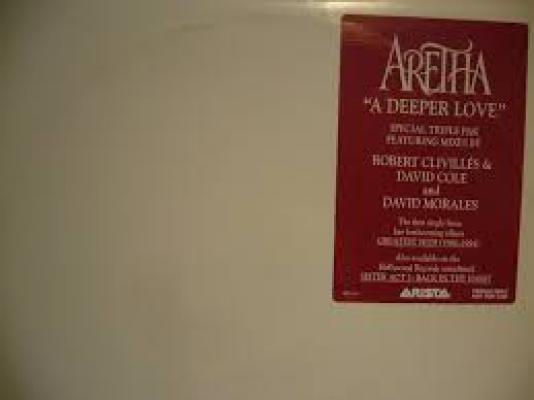 ARETHA
"A DEEPER LOVE"
SPECIAL TRIPLE PAK
FEATURING MIXES BY
ROBERT CLIVILLÉS &
DAVID COLE
and
DAVID MORALES
The first single from
her forthcoming album
GREATEST HITS (1980-1994)
Also available on the
Hollywood Records soundtrack
SISTER ACT 2: BACK IN THE HABIT
ARISTA